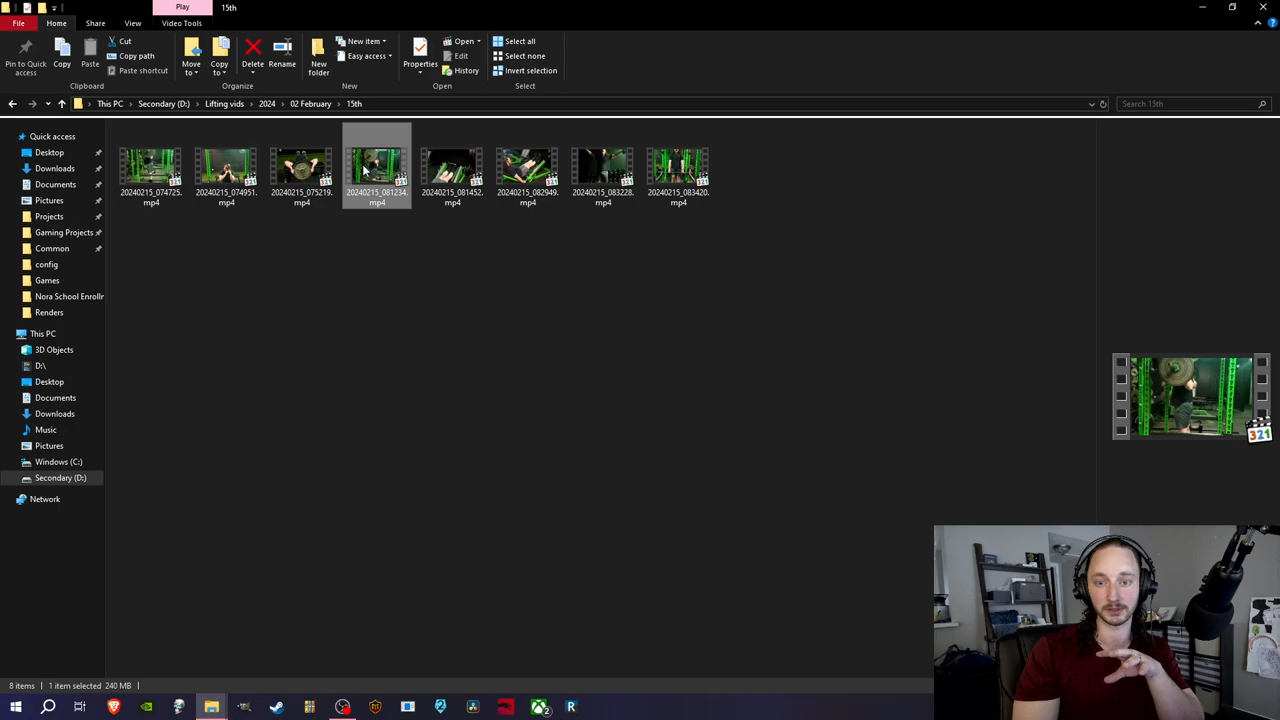 Play
15th
File
Home
Share
View
Video Tools
Pin to Quick access
Copy
Paste
Cut
Copy path
Paste shortcut
Clipboard
Move to
Copy to
Delete
Rename
Organize
New folder
New item
Easy access
New
Properties
Open
Edit
History
Open
Select all
Select none
Invert selection
Select
This PC
Secondary (D:)
Lifting vids
2024
02 February
15th
Search 15th
Quick access
Desktop
Downloads
Documents
Pictures
Projects
Gaming Projects
Common
config
Games
Nora School Enrollr
Renders
This PC
3D Objects
D:\
Desktop
Documents
Downloads
Music
Pictures
Windows (C:)
Secondary (D:)
Network
20240215_074725.mp4
20240215_074951.mp4
20240215_075219.mp4
20240215_081234.mp4
20240215_081452.mp4
20240215_082949.mp4
20240215_083228.mp4
20240215_083420.mp4
321
8 items
1 item selected 240 MB